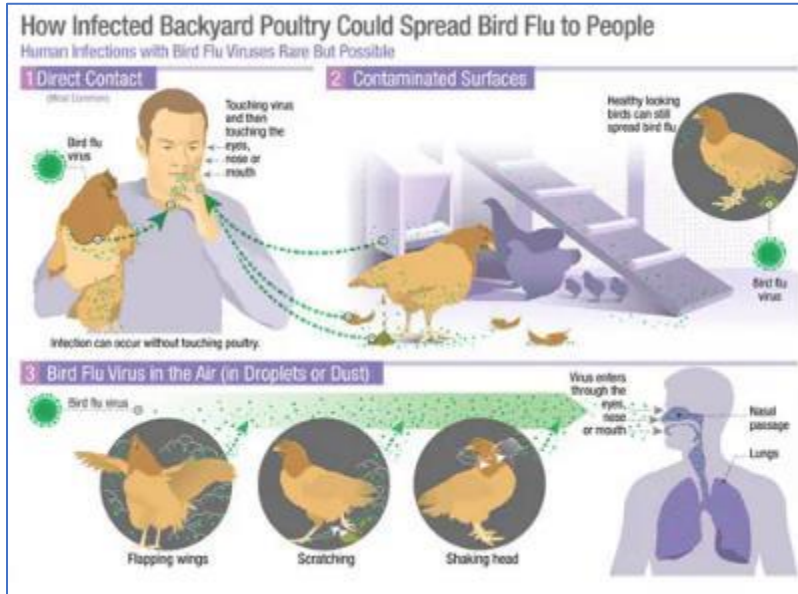 How Infected Backyard Poultry Could Spread Bird Flu to People
Human Infections with Bird Flu Viruses Rare But Possible
1 Direct Contact
(Most Common)
Bird flu
virus
Touching virus
and then
touching the
eyes,
nose or
mouth
Infection can occur without touching poultry.
2 Contaminated Surfaces
Healthy looking
birds can still
spread bird flu
Bird flu
virus
3 Bird Flu Virus in the Air (in Droplets or Dust)
Bird flu virus
Flapping wings
Scratching
Shaking head
Virus enters
through the
eyes,
nose
or mouth
Nasal
passage
Lungs